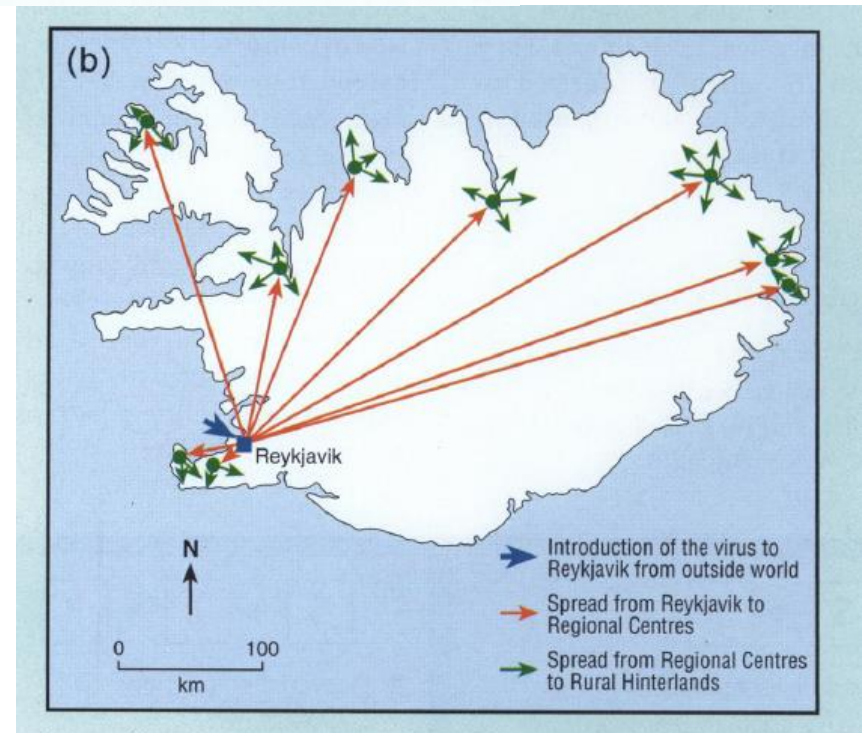 (b)
Reykjavik
N
0 100
km
Introduction of the virus to
Reykjavik from outside world
Spread from Reykjavik to
Regional Centres
Spread from Regional Centres
to Rural Hinterlands